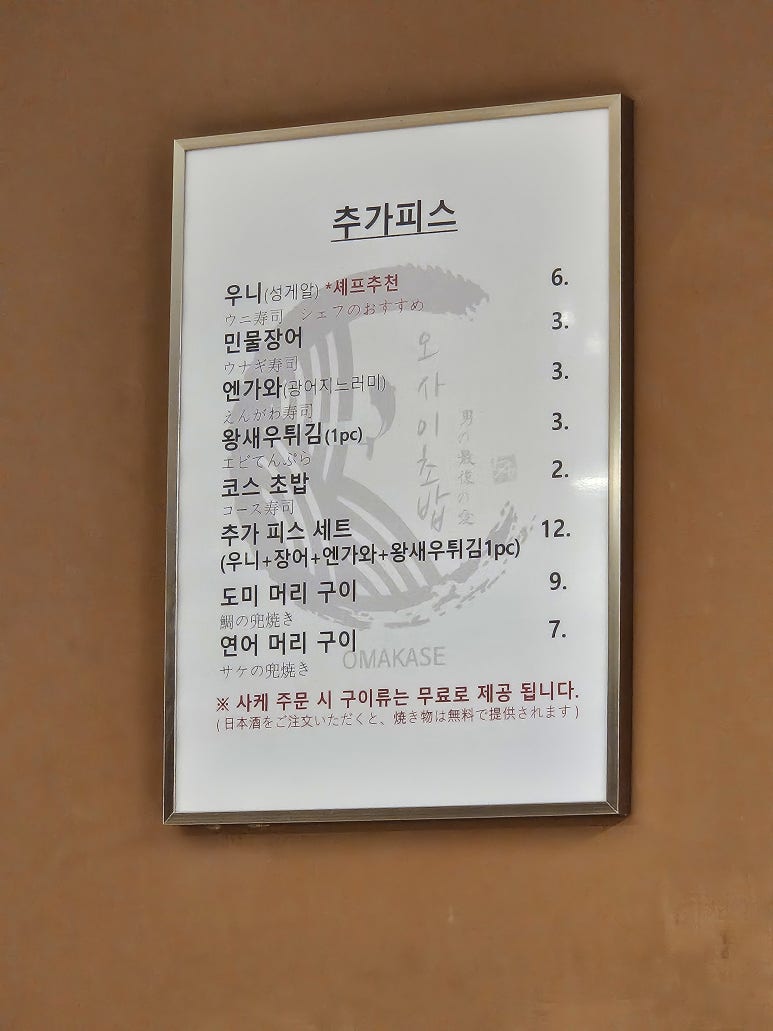 추가피스
우니(성게알) *셰프추천 6.
ウニ寿司 シェフのおすすめ
민물장어 3.
ウナギ寿司
엔가와(광어지느러미) 3.
えんがわ寿司
왕새우튀김(1pc) 3.
エビてんぷら
코스 초밥 2.
コース寿司
추가 피스 세트 12.
(우니+장어+엔가와+왕새우튀김1pc)
도미 머리 구이 9.
鯛の兜焼き
연어 머리 구이 7.
サケの兜焼き
※ 사케 주문 시 구이류는 무료로 제공 됩니다.
(日本酒をご注文いただくと、焼き物は無料で提供されます)
오사이초밥
男の最後の愛
OMAKASE